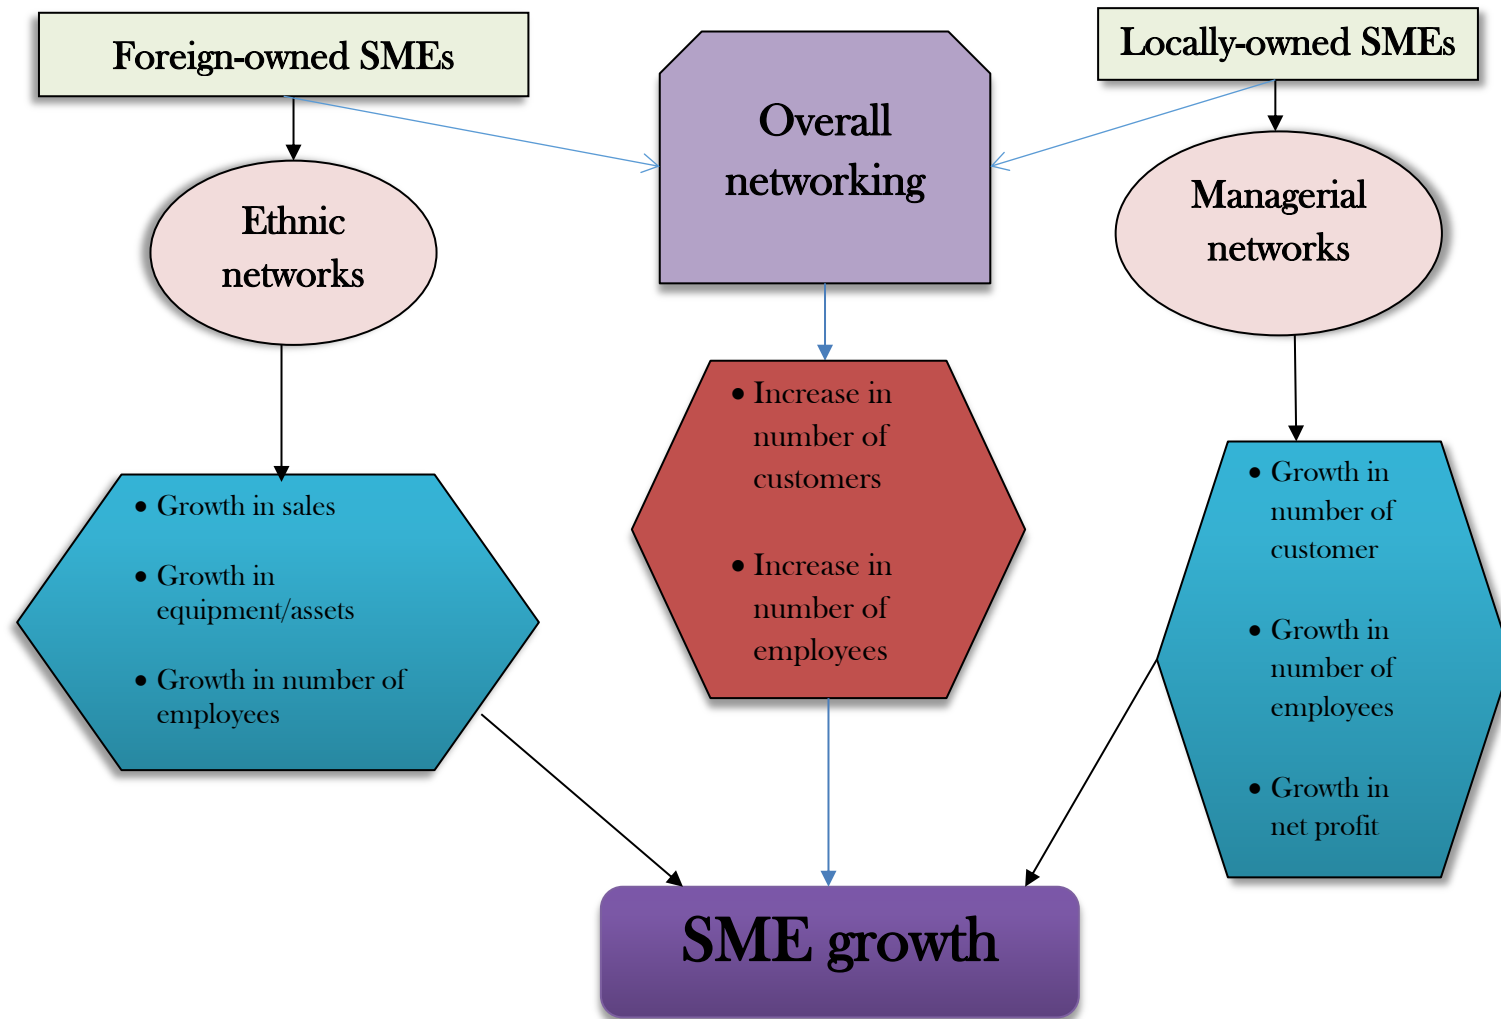 Foreign-owned SMEs
Overall
networking
Locally-owned SMEs
Ethnic
networks
Managerial
networks
• Growth in sales
• Growth in
equipment/assets
• Growth in number of
employees
• Increase in
number of
customers
• Increase in
number of
employees
• Growth in
number of
customer
• Growth in
number of
employees
• Growth in
net profit
SME growth